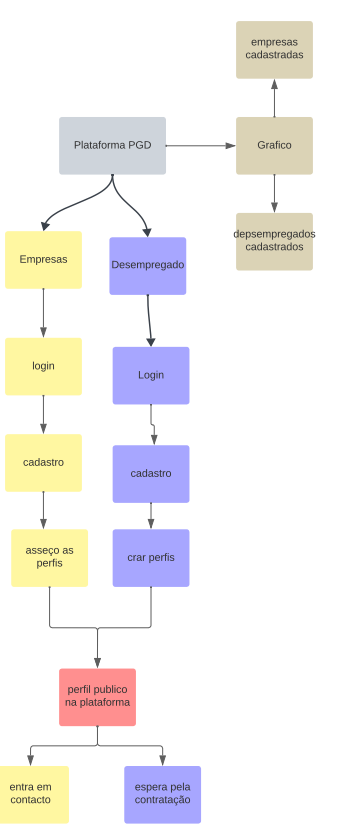 empresas
cadastradas
Plataforma PGD
Grafico
depsempregados
cadastrados
Empresas
Desempregado
login
Login
cadastro
cadastro
asseço as
perfis
crar perfis
perfil publico
na plataforma
entra em
contacto
espera pela
contratação